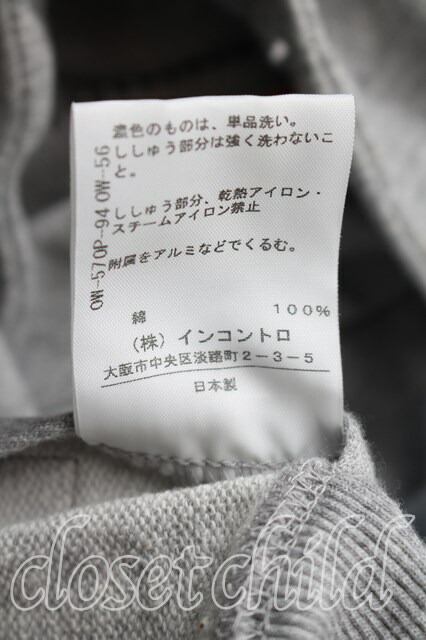 濃色のものは、単品洗い。
ししゅう部分は強く洗わないこ
と。
ししゅう部分、乾熱アイロン・
スチームアイロン禁止
附属をアルミなどでくるむ。
OW-570P-94 OW-56
綿 100%
(株) インコントロ
大阪市中央区淡路町2-3-5
日本製
closet child